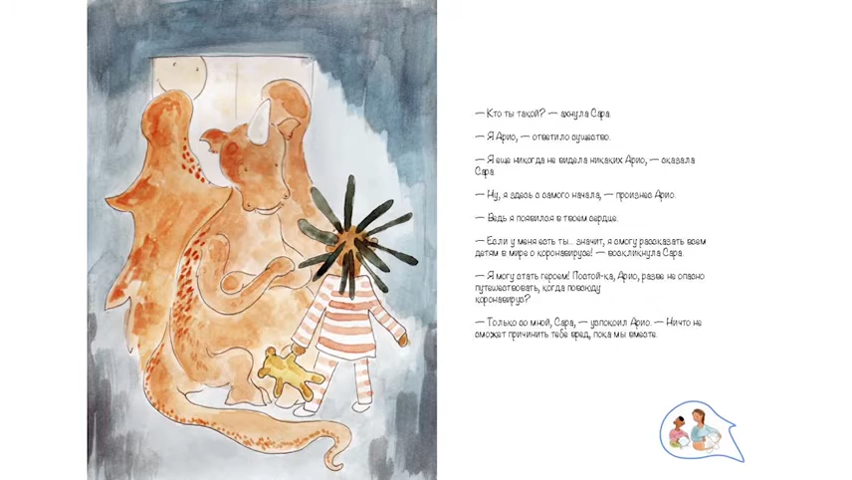 — Кто ты такой? — ахнула Сара.
— Я Арио, — ответило существо.
— Я еще никогда не видела никаких Арио, — сказала
Сара
— Ну, я здесь с самого начала, — произнес Арио.
— Ведь я появился в твоем сердце.
— Если у меня есть ты... значит, я смогу рассказать всем
детям в мире о коронавирусе! — воскликнула Сара.
— Я могу стать героем! Постой-ка, Арио, разве не опасно
путешествовать, когда повсюду
коронавирус?
— Только со мной, Сара, — успокоил Арио. — Ничто не
сможет причинить тебе вред, пока мы вместе.